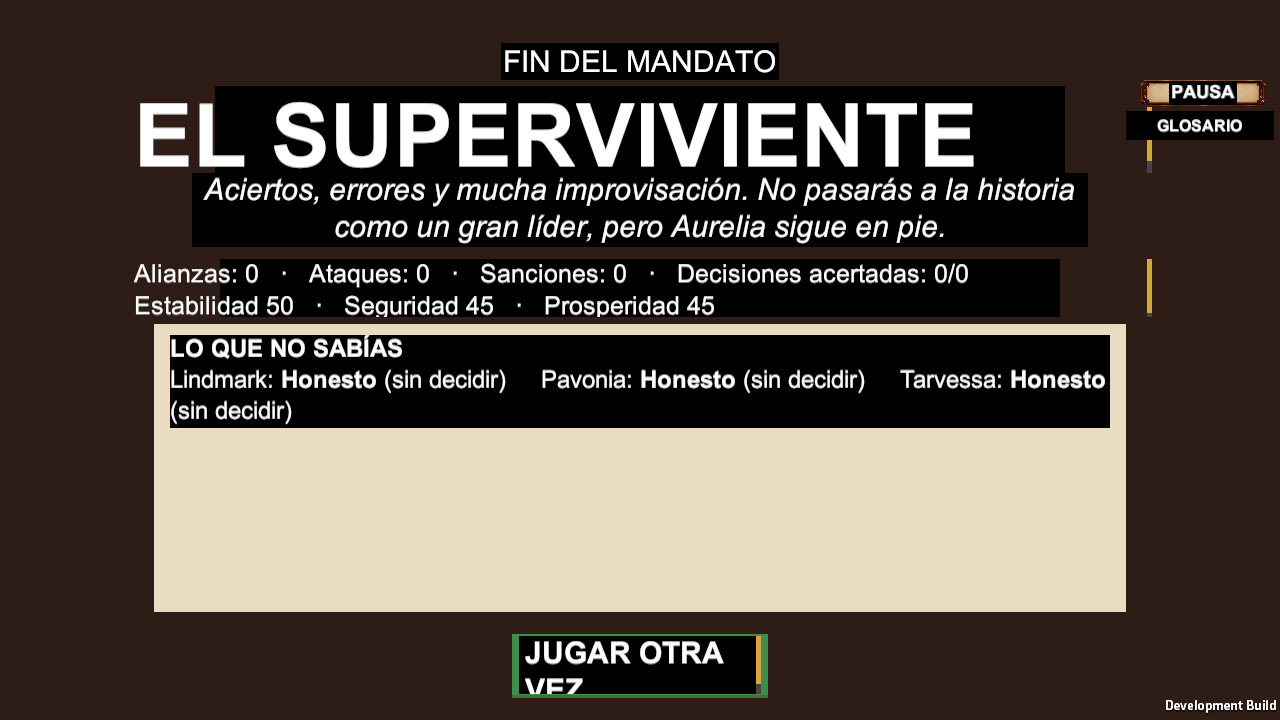 FIN DEL MANDATO
PAUSA
EL SUPERVIVIENTE
GLOSARIO
Aciertos, errores y mucha improvisación. No pasarás a la historia
como un gran líder, pero Aurelia sigue en pie.
Alianzas: 0 · Ataques: 0 · Sanciones: 0 · Decisiones acertadas: 0/0
Estabilidad 50 · Seguridad 45 · Prosperidad 45
LO QUE NO SABÍAS
Lindmark: Honesto (sin decidir) Pavonia: Honesto (sin decidir) Tarvessa: Honesto
(sin decidir)
JUGAR OTRA
VEZ
Development Build